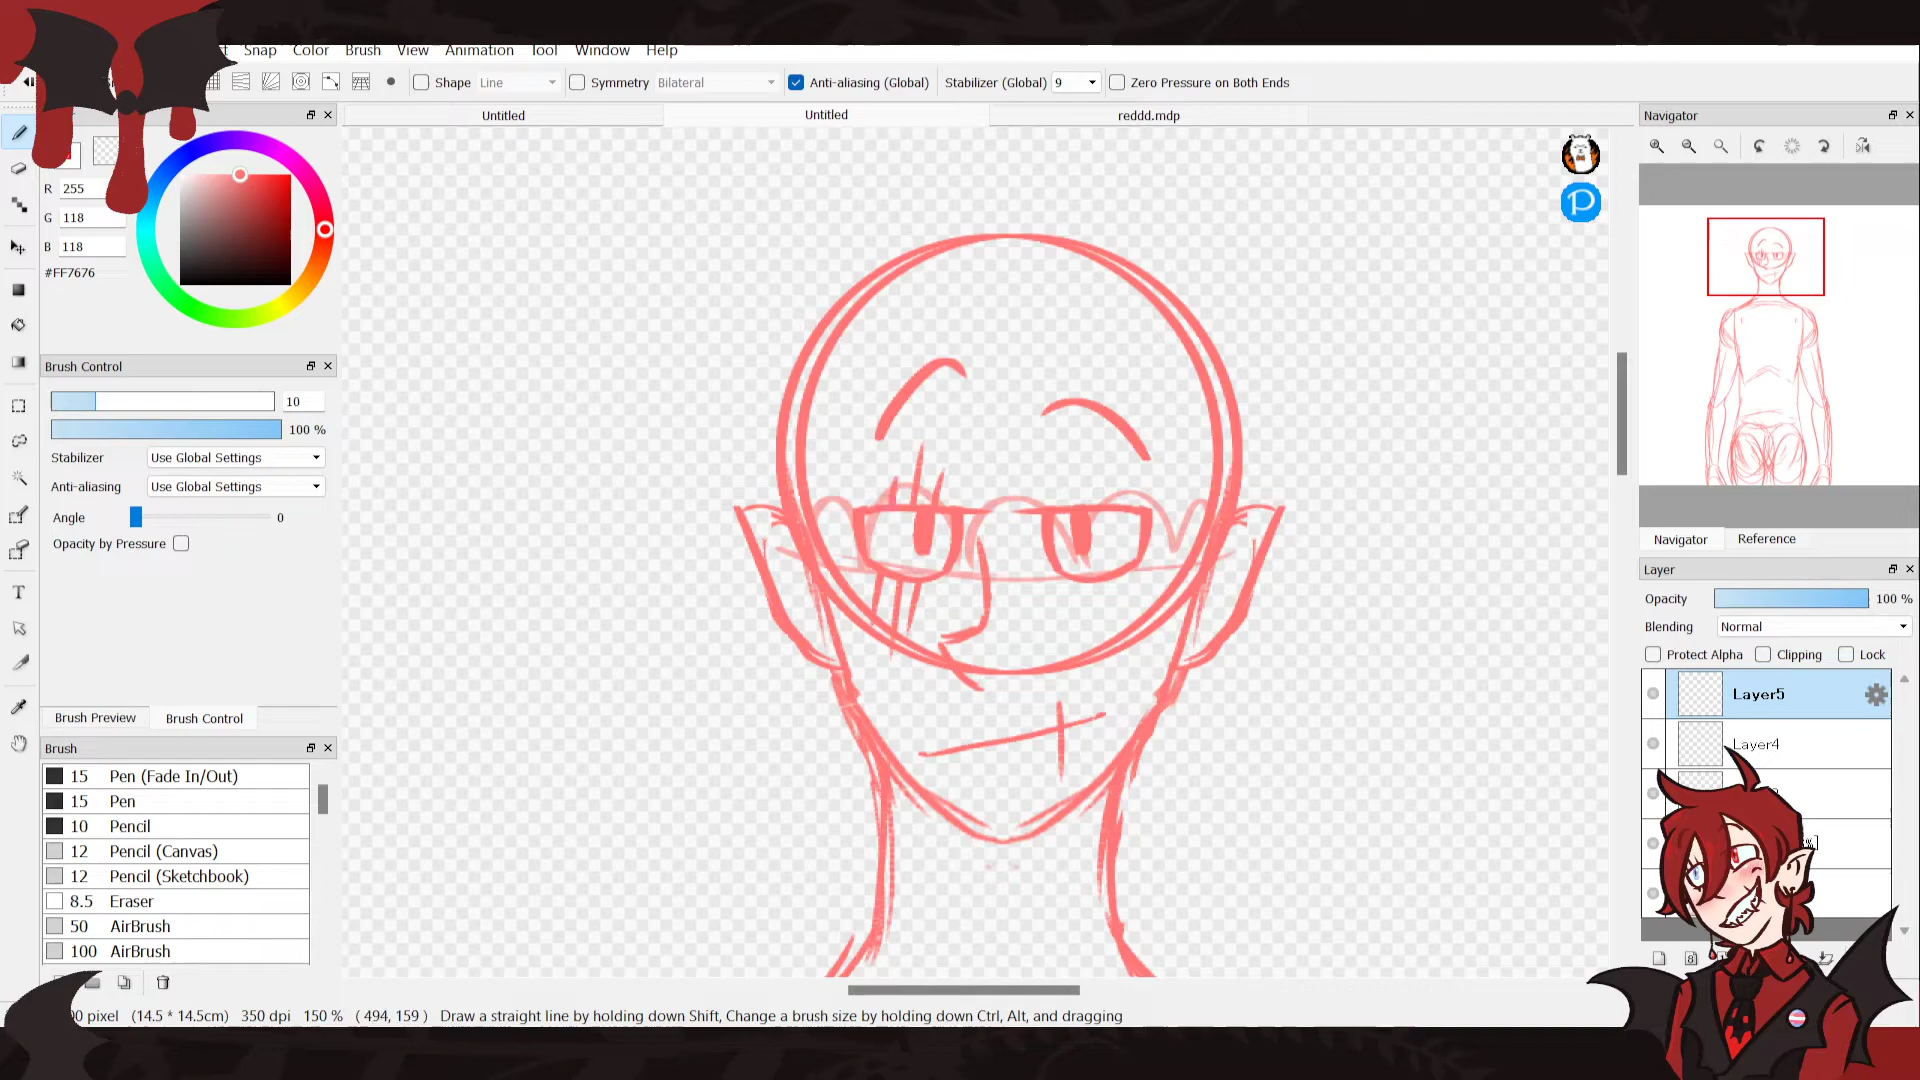 Snap Color Brush View Animation Tool Window Help
Shape Line Symmetry Bilateral Anti-aliasing (Global) Stabilizer (Global) 9 Zero Pressure on Both Ends
Untitled Untitled reddd.mdp
R 255
G 118
B 118
#FF7676
Brush Control
10
100 %
Stabilizer Use Global Settings
Anti-aliasing Use Global Settings
Angle 0
Opacity by Pressure
Brush Preview Brush Control
Brush
15 Pen (Fade In/Out)
15 Pen
10 Pencil
12 Pencil (Canvas)
12 Pencil (Sketchbook)
8.5 Eraser
50 AirBrush
100 AirBrush
pixel (14.5 * 14.5cm) 350 dpi 150 % ( 494, 159 ) Draw a straight line by holding down Shift, Change a brush size by holding down Ctrl, Alt, and dragging
P
T
Navigator
Navigator Reference
Layer
Opacity 100 %
Blending Normal
Protect Alpha Clipping Lock
Layer5
Layer4